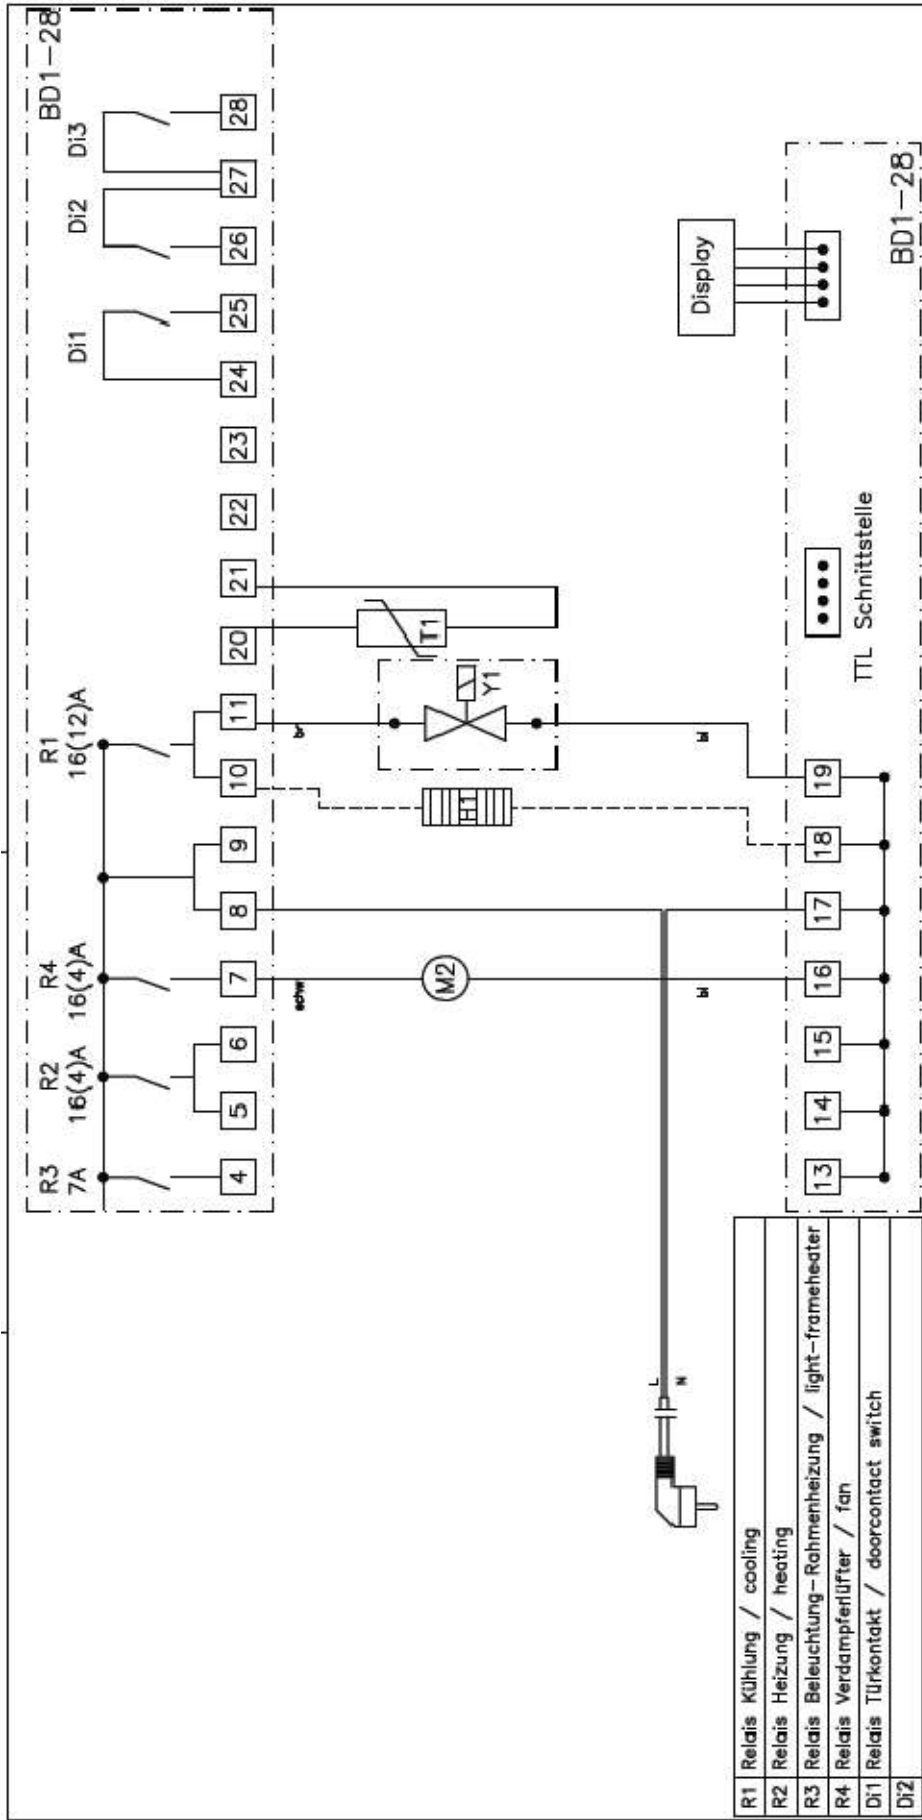 BD1-28
R3
7A
R2
16(4)A
R4
16(4)A
R1
16(12)A
Di1
Di2
Di3
4
5
6
7
8
9
10
11
20
21
22
23
24
25
26
27
28
schw
br
M2
H1
Y1
T1
bl
bl
Display
L
N
13
14
15
16
17
18
19
TTL Schnittstelle
BD1-28
R1 Relais Kühlung / cooling
R2 Relais Heizung / heating
R3 Relais Beleuchtung-Rahmenheizung / light-frameheater
R4 Relais Verdampferlüfter / fan
Di1 Relais Türkontakt / doorcontact switch
Di2